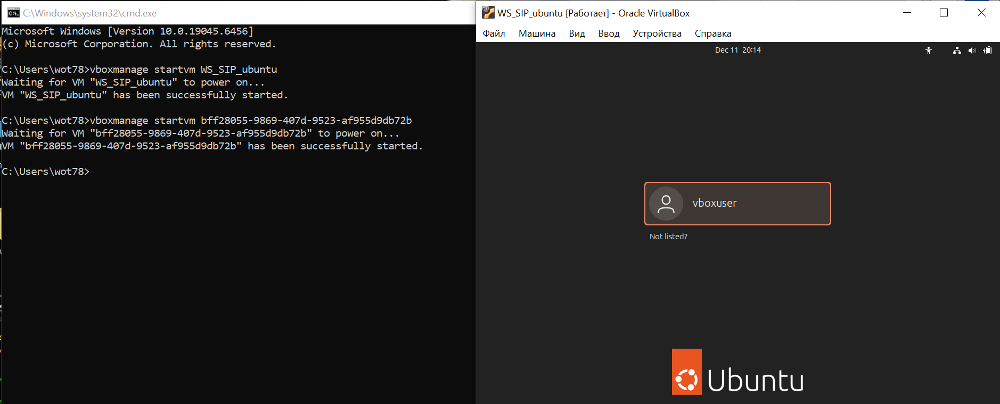 C:\Windows\system32\cmd.exe
Microsoft Windows [Version 10.0.19045.6456]
(c) Microsoft Corporation. All rights reserved.
C:\Users\wot78>vboxmanage startvm WS_SIP_ubuntu
Waiting for VM "WS_SIP_ubuntu" to power on...
VM "WS_SIP_ubuntu" has been successfully started.
C:\Users\wot78>vboxmanage startvm bff28055-9869-407d-9523-af955d9db72b
Waiting for VM "bff28055-9869-407d-9523-af955d9db72b" to power on...
VM "bff28055-9869-407d-9523-af955d9db72b" has been successfully started.
C:\Users\wot78>
WS_SIP_ubuntu [Работает] - Oracle VirtualBox
Файл Машина Вид Ввод Устройства Справка
Dec 11 20:14
vboxuser
Not listed?
Ubuntu